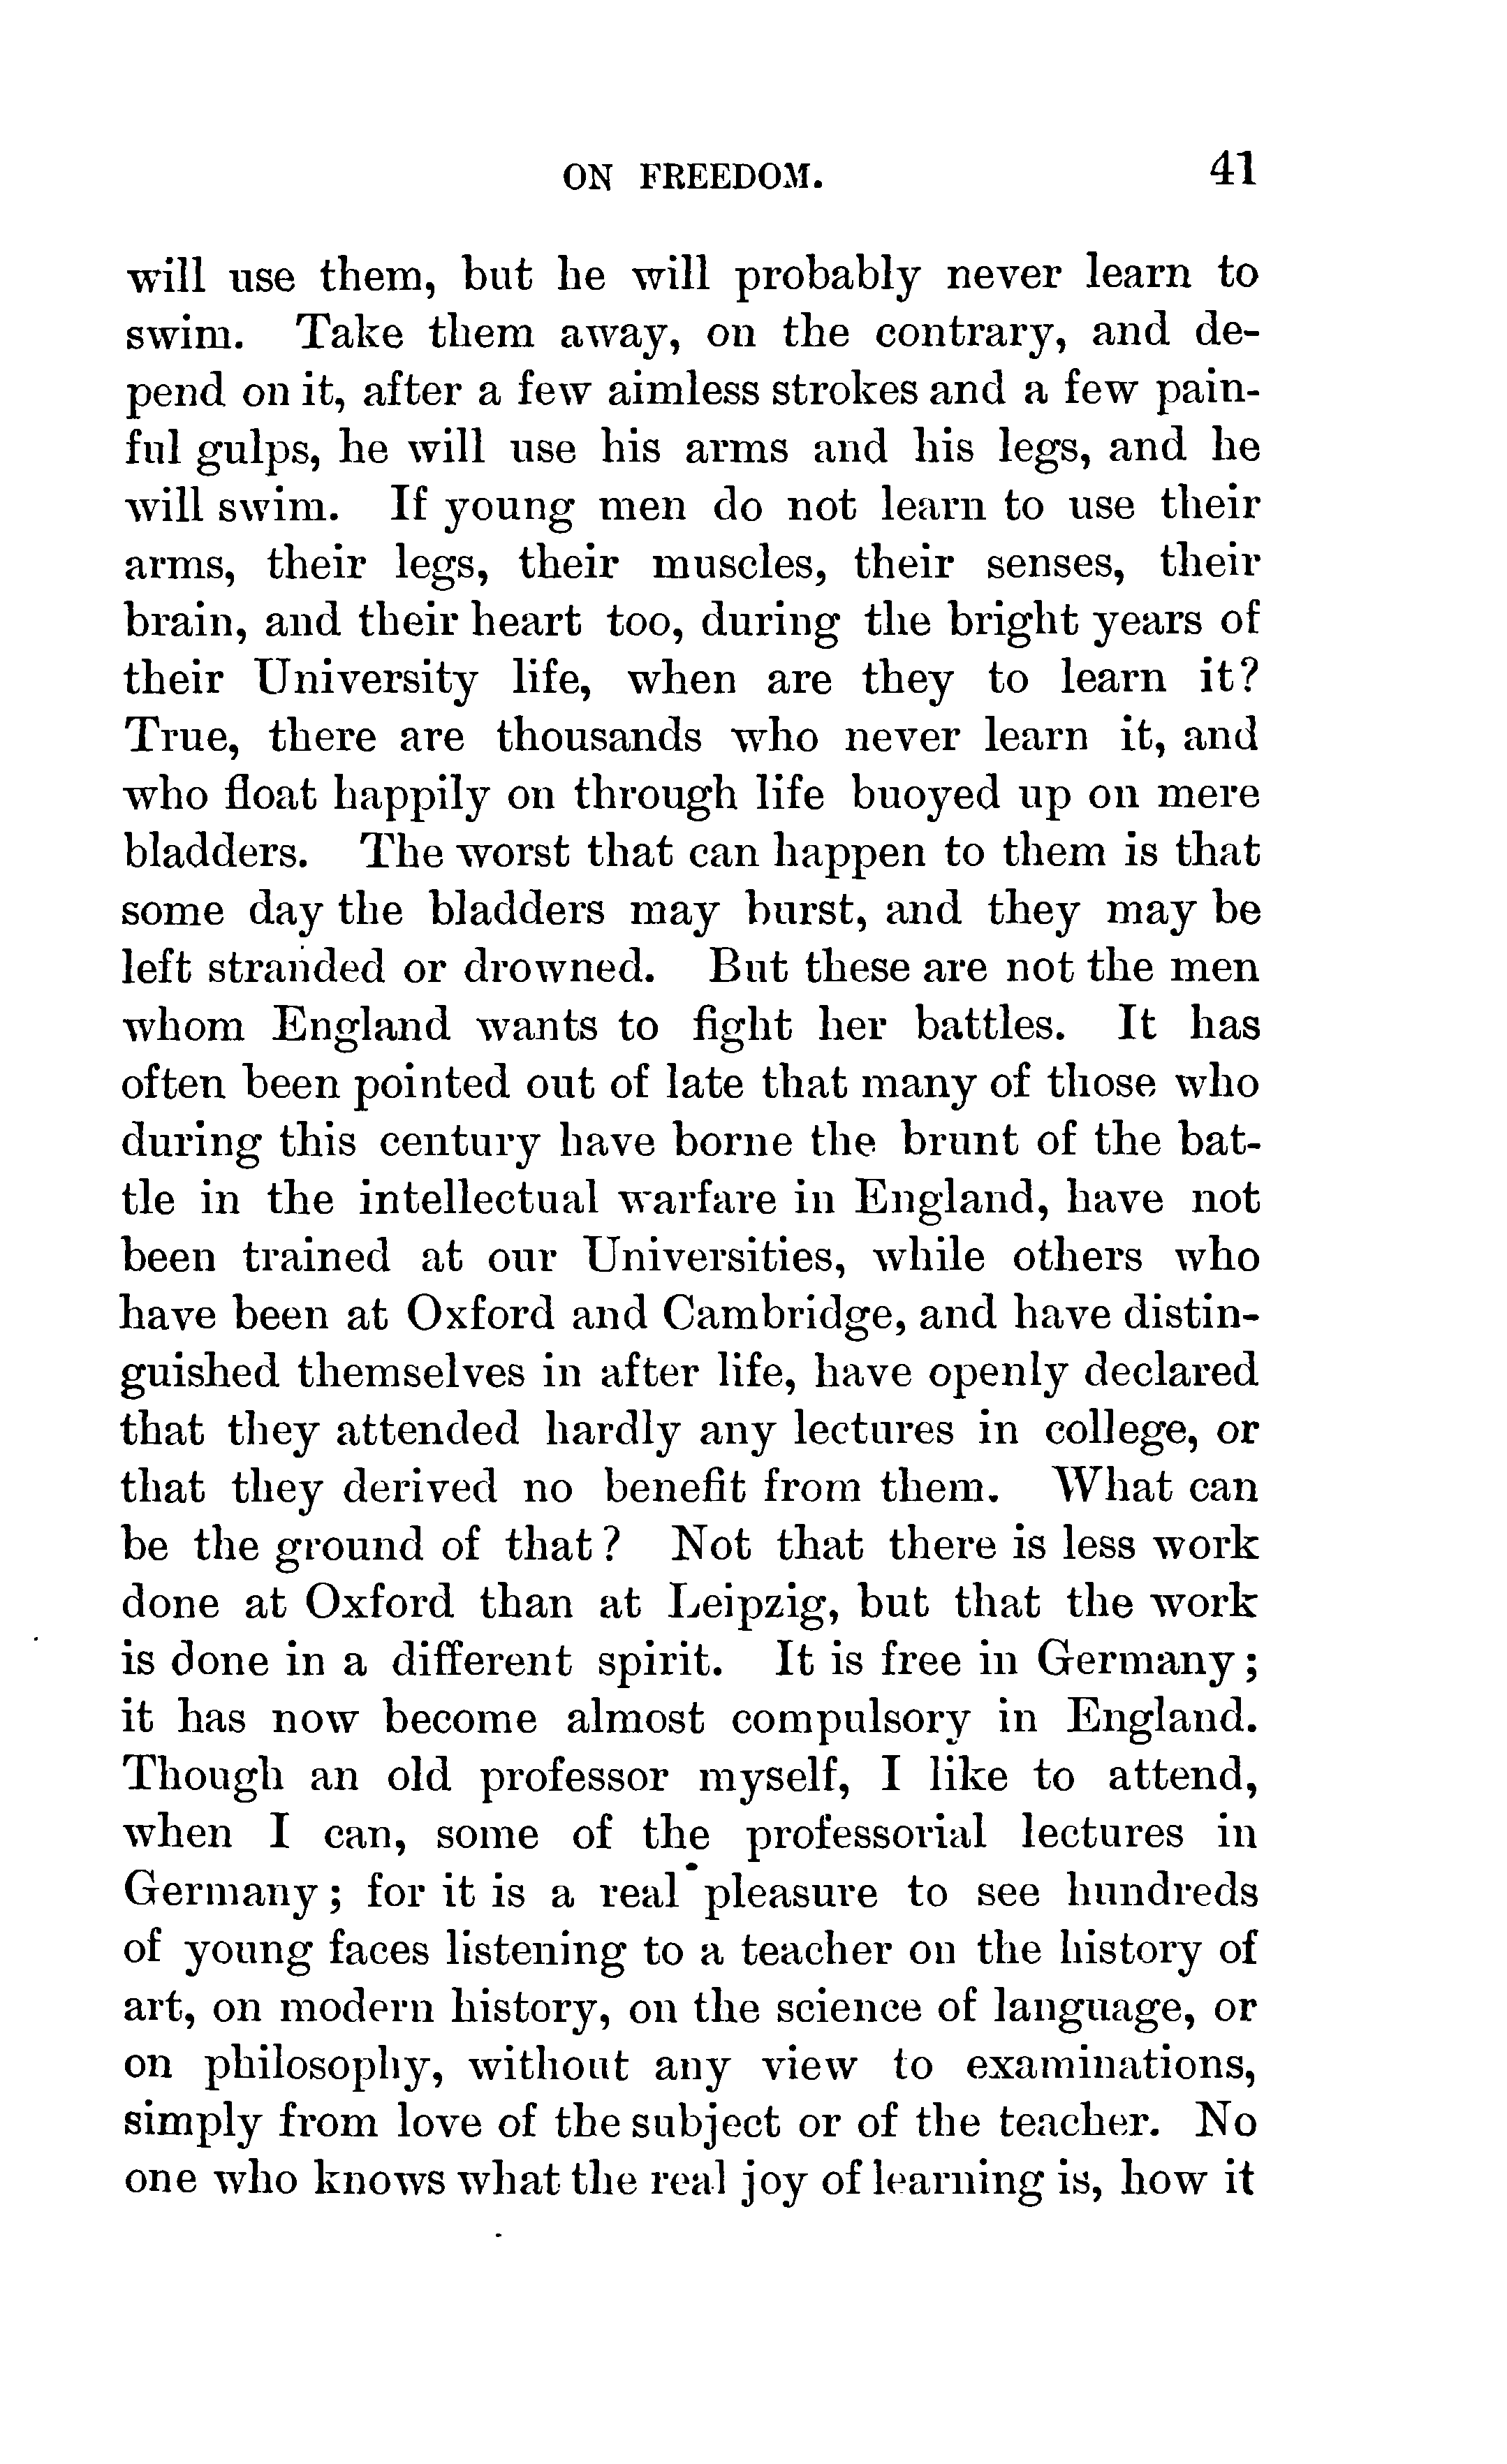 ON FREEDOM. 41
will use them, but he will probably never learn to
swim. Take them away, on the contrary, and de-
pend on it, after a few aimless strokes and a few pain-
ful gulps, he will use his arms and his legs, and he
will swim. If young men do not learn to use their
arms, their legs, their muscles, their senses, their
brain, and their heart too, during the bright years of
their University life, when are they to learn it?
True, there are thousands who never learn it, and
who float happily on through life buoyed up on mere
bladders. The worst that can happen to them is that
some day the bladders may burst, and they may be
left stranded or drowned. But these are not the men
whom England wants to fight her battles. It has
often been pointed out of late that many of those who
during this century have borne the brunt of the bat-
tle in the intellectual warfare in England, have not
been trained at our Universities, while others who
have been at Oxford and Cambridge, and have distin-
guished themselves in after life, have openly declared
that they attended hardly any lectures in college, or
that they derived no benefit from them. What can
be the ground of that? Not that there is less work
done at Oxford than at Leipzig, but that the work
is done in a different spirit. It is free in Germany;
it has now become almost compulsory in England.
Though an old professor myself, I like to attend,
when I can, some of the professorial lectures in
Germany; for it is a real pleasure to see hundreds
of young faces listening to a teacher on the history of
art, on modern history, on the science of language, or
on philosophy, without any view to examinations,
simply from love of the subject or of the teacher. No
one who knows what the real joy of learning is, how it